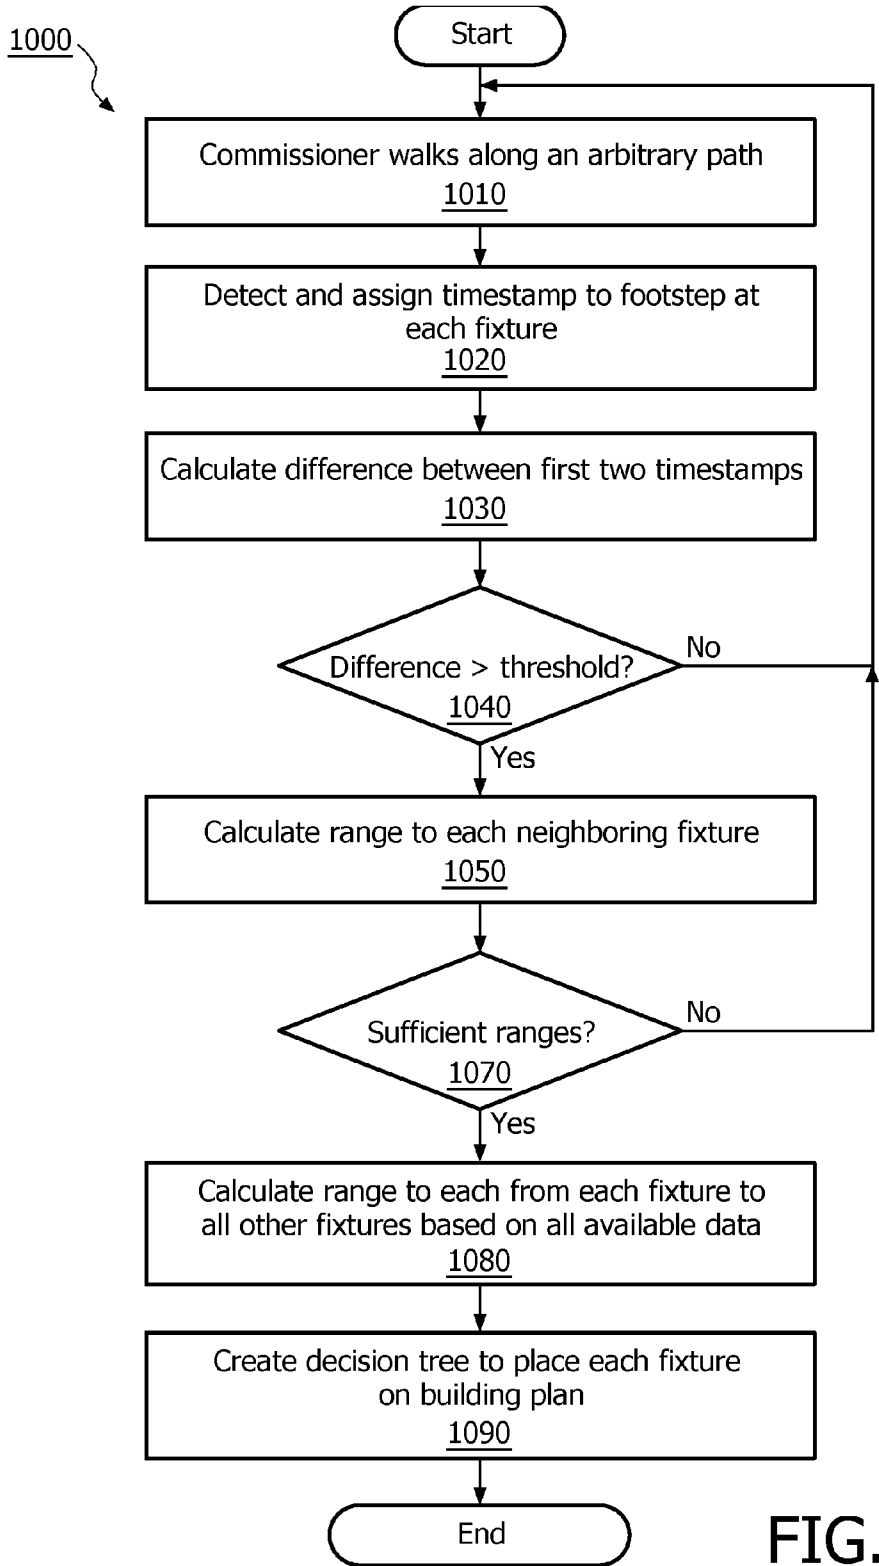 1000
Start
Commissioner walks along an arbitrary path
1010
Detect and assign timestamp to footstep at
each fixture
1020
Calculate difference between first two timestamps
1030
Difference > threshold?
1040
No
Yes
Calculate range to each neighboring fixture
1050
Sufficient ranges?
1070
No
Yes
Calculate range to each from each fixture to
all other fixtures based on all available data
1080
Create decision tree to place each fixture
on building plan
1090
End
FIG.